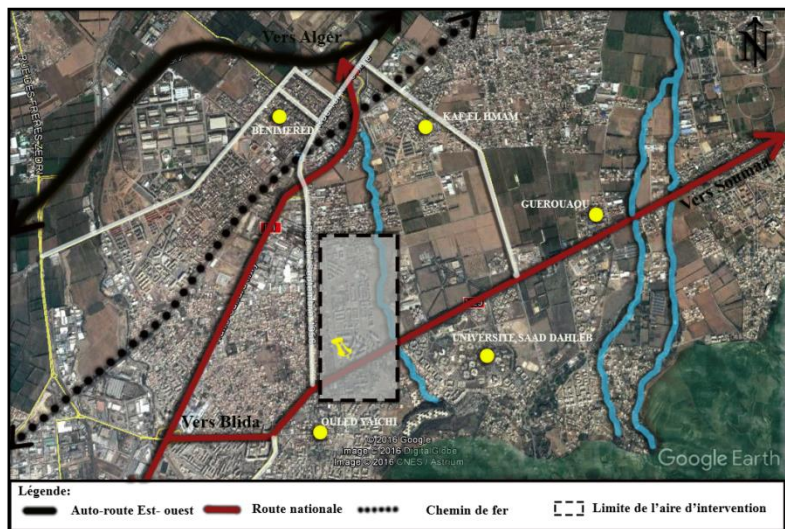 Vers Alger
N
BENIMERED
KAF EL HMAM
GUEROUAOU
Vers Soumaa
UNIVERSITE SAAD DAHLEB
Vers Blida
OULED YAICHI
© 2016 Google
Image © 2016 DigitalGlobe
Image © 2016 CNES / Astrium
Google Earth
Légende:
Auto-route Est- ouest
Route nationale
Chemin de fer
Limite de l'aire d'intervention